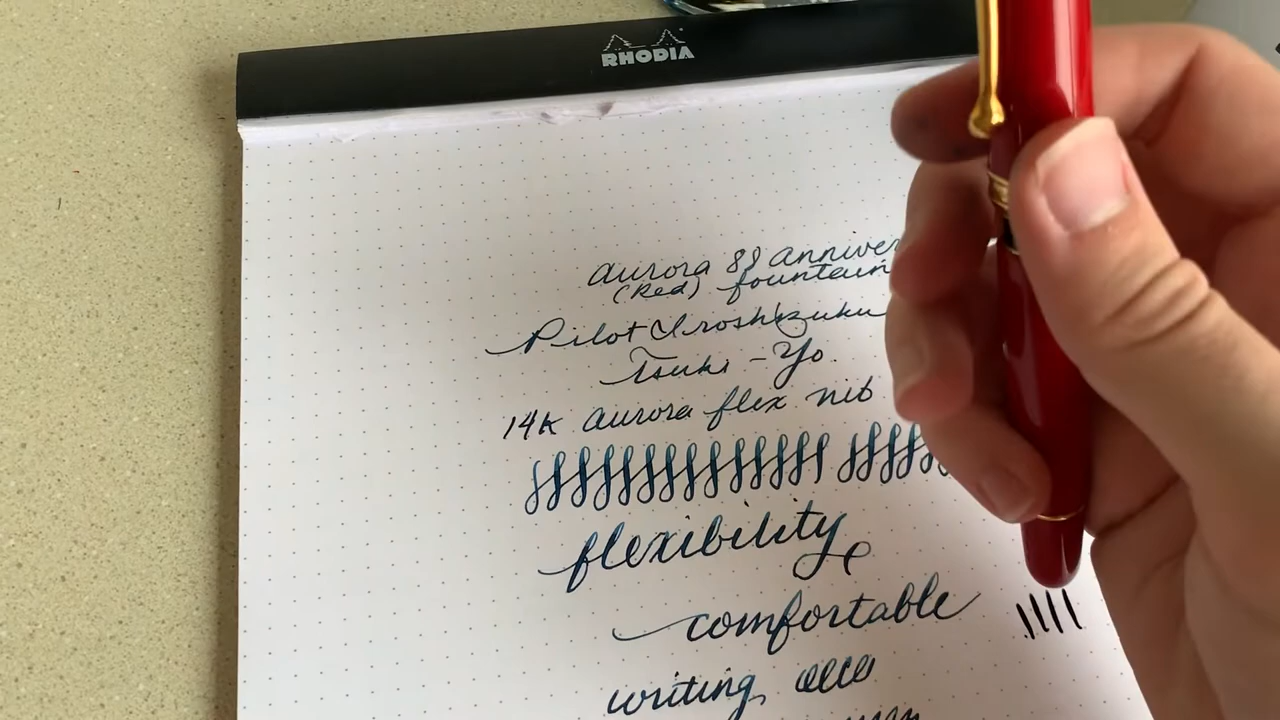 RHODIA
Aurora 88 Anniver
(Red) fountain
Pilot Iroshizuku
Tsuki-Yo
14K Aurora flex nib
flexibility
comfortable
writing,